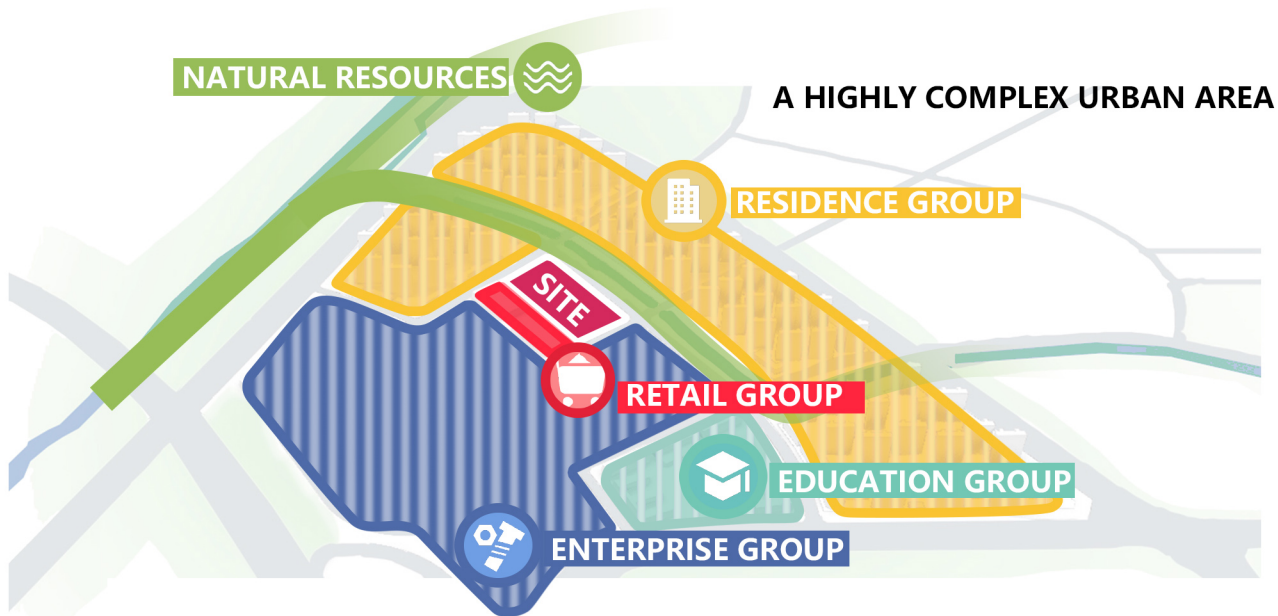 NATURAL RESOURCES
A HIGHLY COMPLEX URBAN AREA
RESIDENCE GROUP
SITE
RETAIL GROUP
EDUCATION GROUP
ENTERPRISE GROUP